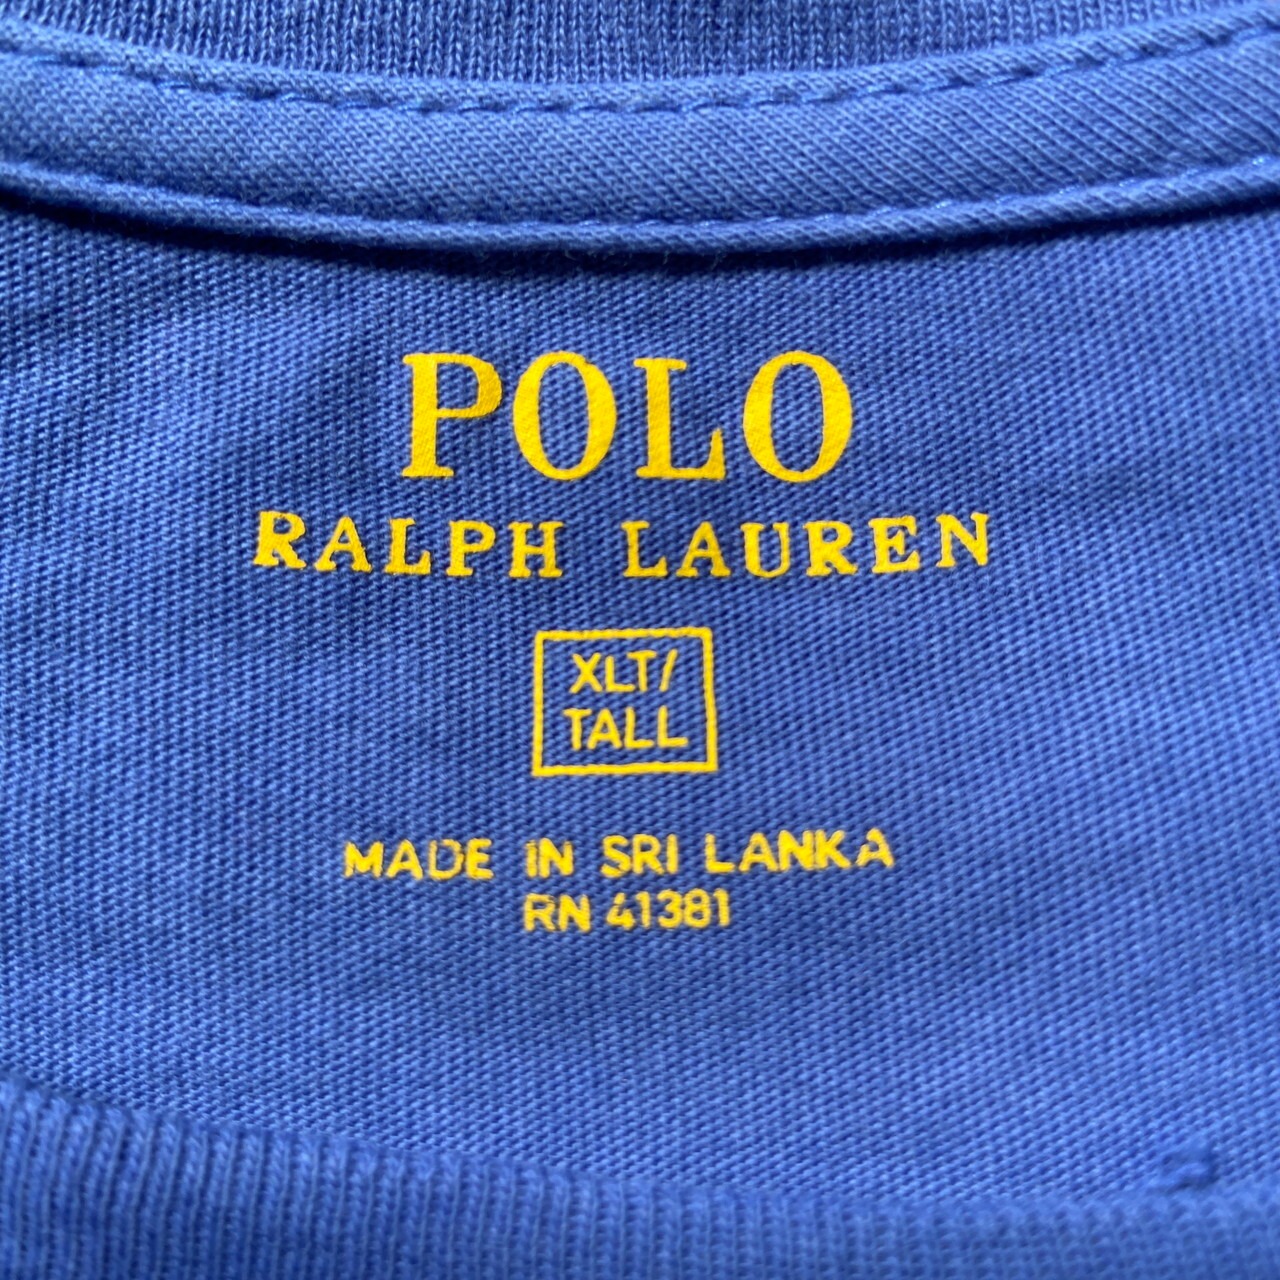 POLO
RALPH LAUREN
XLT/
TALL
MADE IN SRI LANKA
RN 41381